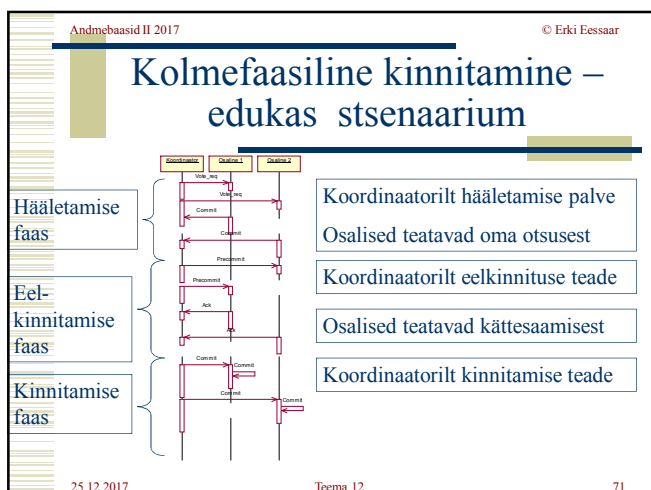 Andmebaasid II 2017
© Erki Eessaar
Kolmefaasiline kinnitamine –
edukas stsenaarium
Koordinaator
Osaline 1
Osaline 2
Vote_req
Vote_req
Commit
Commit
Precommit
Precommit
Ack
Ack
Commit
Commit
Commit
Commit
Hääletamise
faas
Eel-
kinnitamise
faas
Kinnitamise
faas
Koordinaatorilt hääletamise palve
Osalised teatavad oma otsusest
Koordinaatorilt eelkinnituse teade
Osalised teatavad kättesaamisest
Koordinaatorilt kinnitamise teade
25.12.2017
Teema 12
71